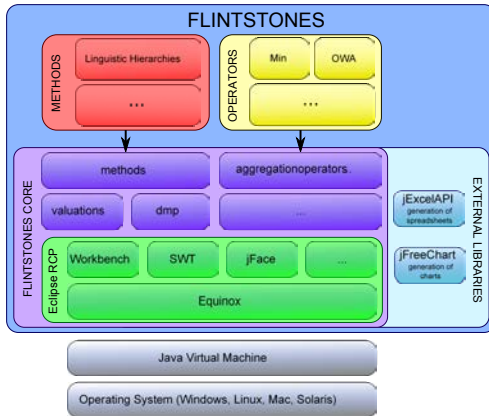 FLINTSTONES
METHODS
Linguistic Hierarchies
...
OPERATORS
Min
OWA
...
FLINTSTONES CORE
methods
aggregationoperators.
valuations
dmp
...
Eclipse RCP
Workbench
SWT
jFace
...
Equinox
EXTERNAL LIBRARIES
jExcelAPI
generation of
spreadsheets
jFreeChart
generation of
charts
Java Virtual Machine
Operating System (Windows, Linux, Mac, Solaris)